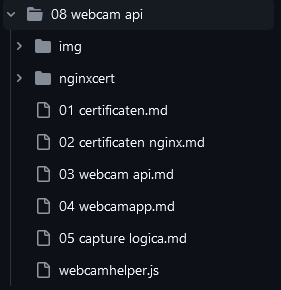 08 webcam api
img
nginxcert
01 certificaten.md
02 certificaten nginx.md
03 webcam api.md
04 webcamapp.md
05 capture logica.md
webcamhelper.js